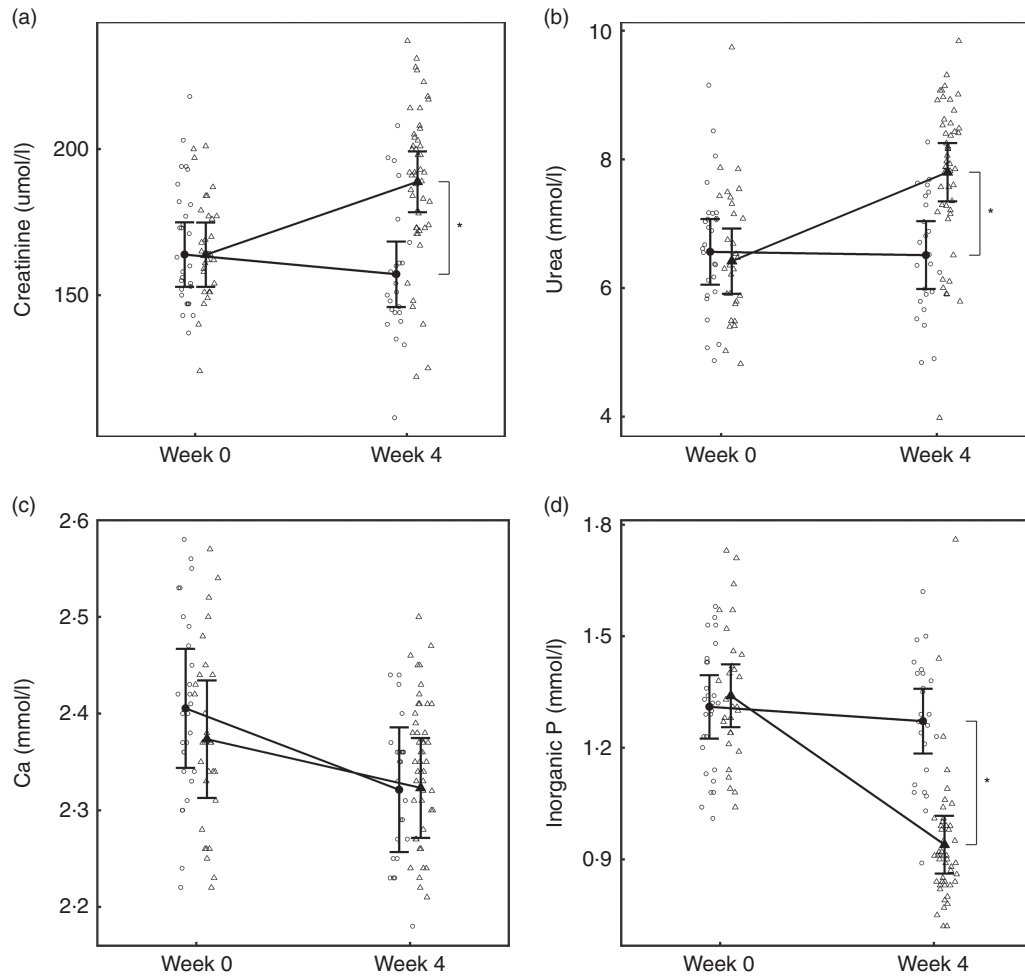 (a)
Creatinine (umol/l)
200
150
Week 0
Week 4
*
(b)
Urea (mmol/l)
10
8
6
4
Week 0
Week 4
*
(c)
Ca (mmol/l)
2·6
2·5
2·4
2·3
2·2
Week 0
Week 4
(d)
Inorganic P (mmol/l)
1·8
1·5
1·2
0·9
Week 0
Week 4
*